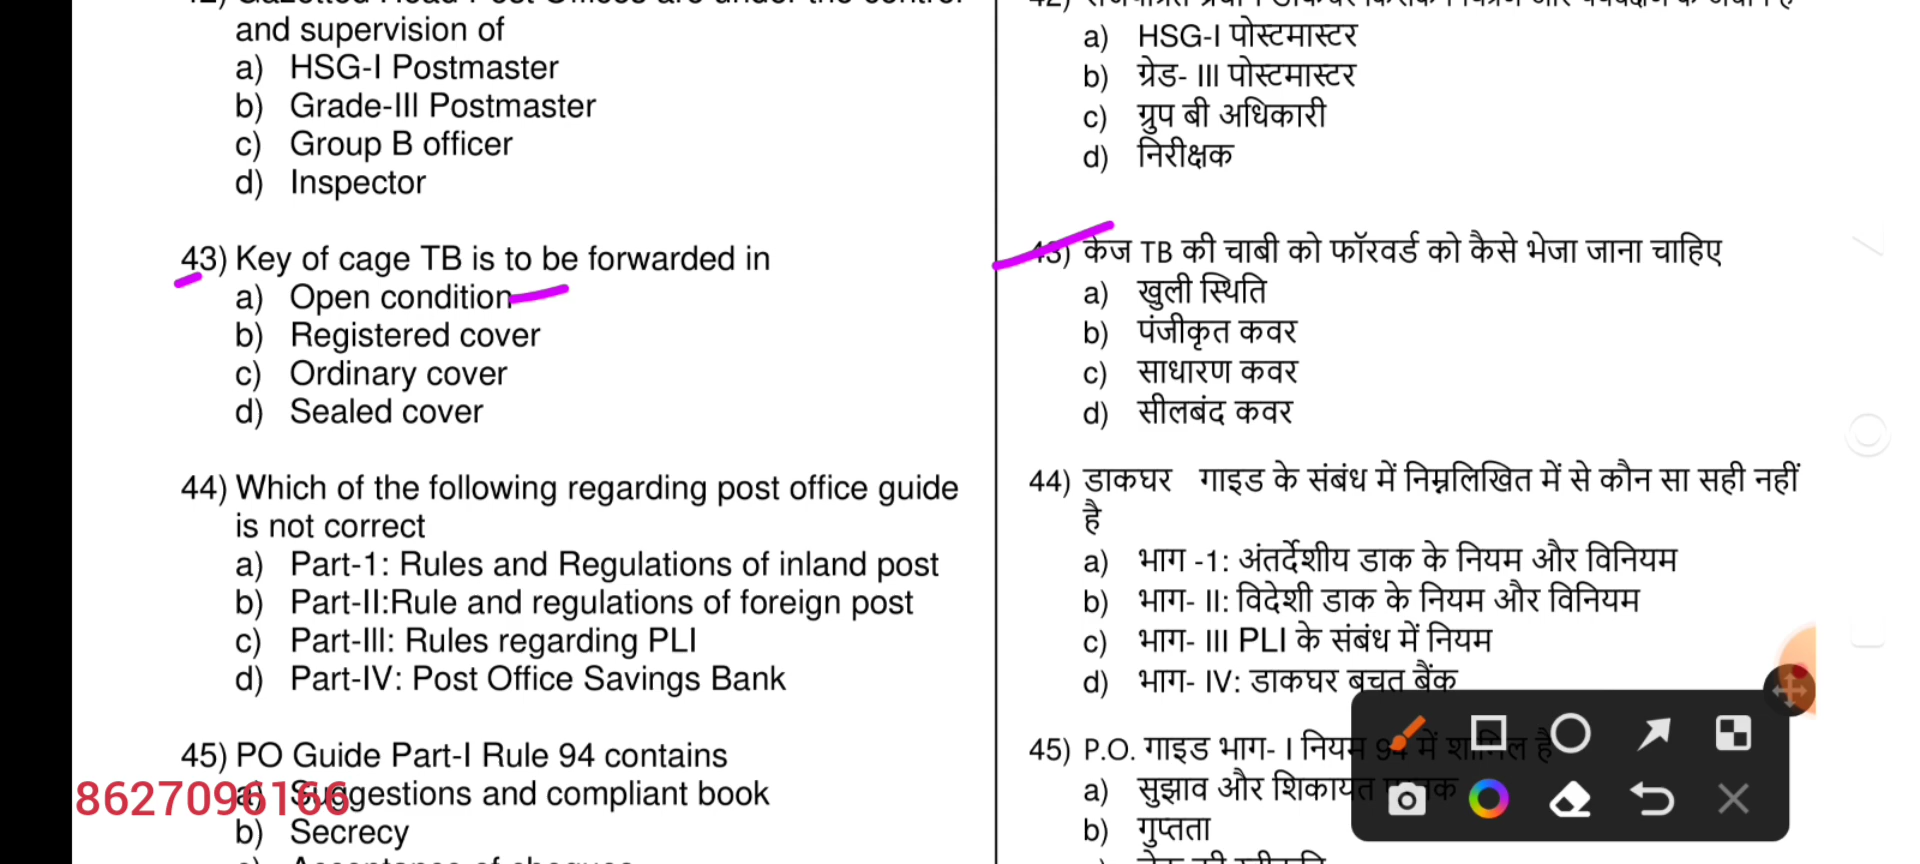 and supervision of
a) HSG-I Postmaster
b) Grade-III Postmaster
c) Group B officer
d) Inspector
43) Key of cage TB is to be forwarded in
a) Open condition
b) Registered cover
c) Ordinary cover
d) Sealed cover
44) Which of the following regarding post office guide
is not correct
a) Part-1: Rules and Regulations of inland post
b) Part-II:Rule and regulations of foreign post
c) Part-III: Rules regarding PLI
d) Part-IV: Post Office Savings Bank
45) PO Guide Part-I Rule 94 contains
a) Suggestions and compliant book
8627096166
b) Secrecy
a) HSG-I पोस्टमास्टर
b) ग्रेड- III पोस्टमास्टर
c) ग्रुप बी अधिकारी
d) निरीक्षक
43) केज TB की चाबी को फॉरवर्ड को कैसे भेजा जाना चाहिए
a) खुली स्थिति
b) पंजीकृत कवर
c) साधारण कवर
d) सीलबंद कवर
44) डाकघर गाइड के संबंध में निम्नलिखित में से कौन सा सही नहीं
है
a) भाग -1: अंतर्देशीय डाक के नियम और विनियम
b) भाग- II: विदेशी डाक के नियम और विनियम
c) भाग- III PLI के संबंध में नियम
d) भाग- IV: डाकघर बचत बैंक
45) P.O. गाइड भाग- I नियम 94 में शामिल है
a) सुझाव और शिकायत
b) गुप्तता